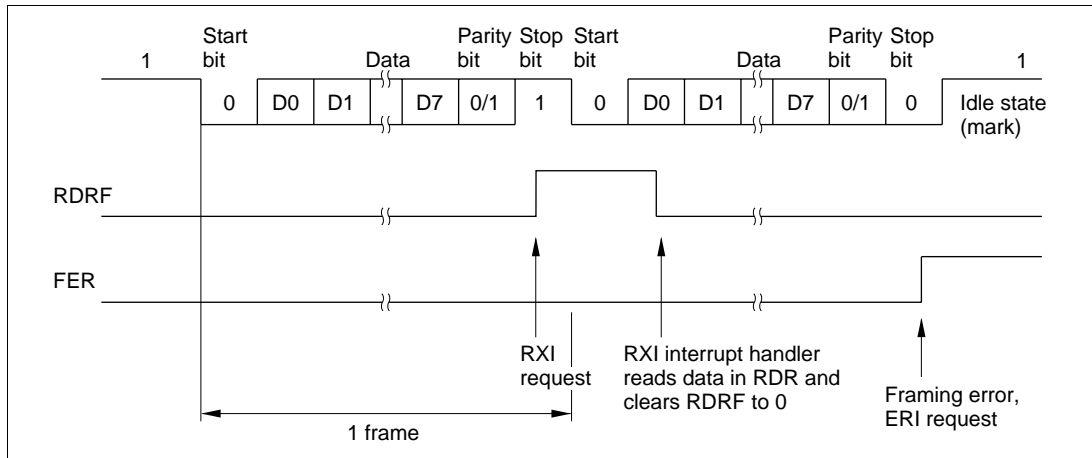 Start Parity Stop Start Parity Stop
1 bit Data bit bit bit Data bit bit 1
0 D0 D1 D7 0/1 1 0 D0 D1 D7 0/1 0 Idle state
(mark)
RDRF
FER
RXI
request
RXI interrupt handler
reads data in RDR and
clears RDRF to 0
Framing error,
ERI request
1 frame